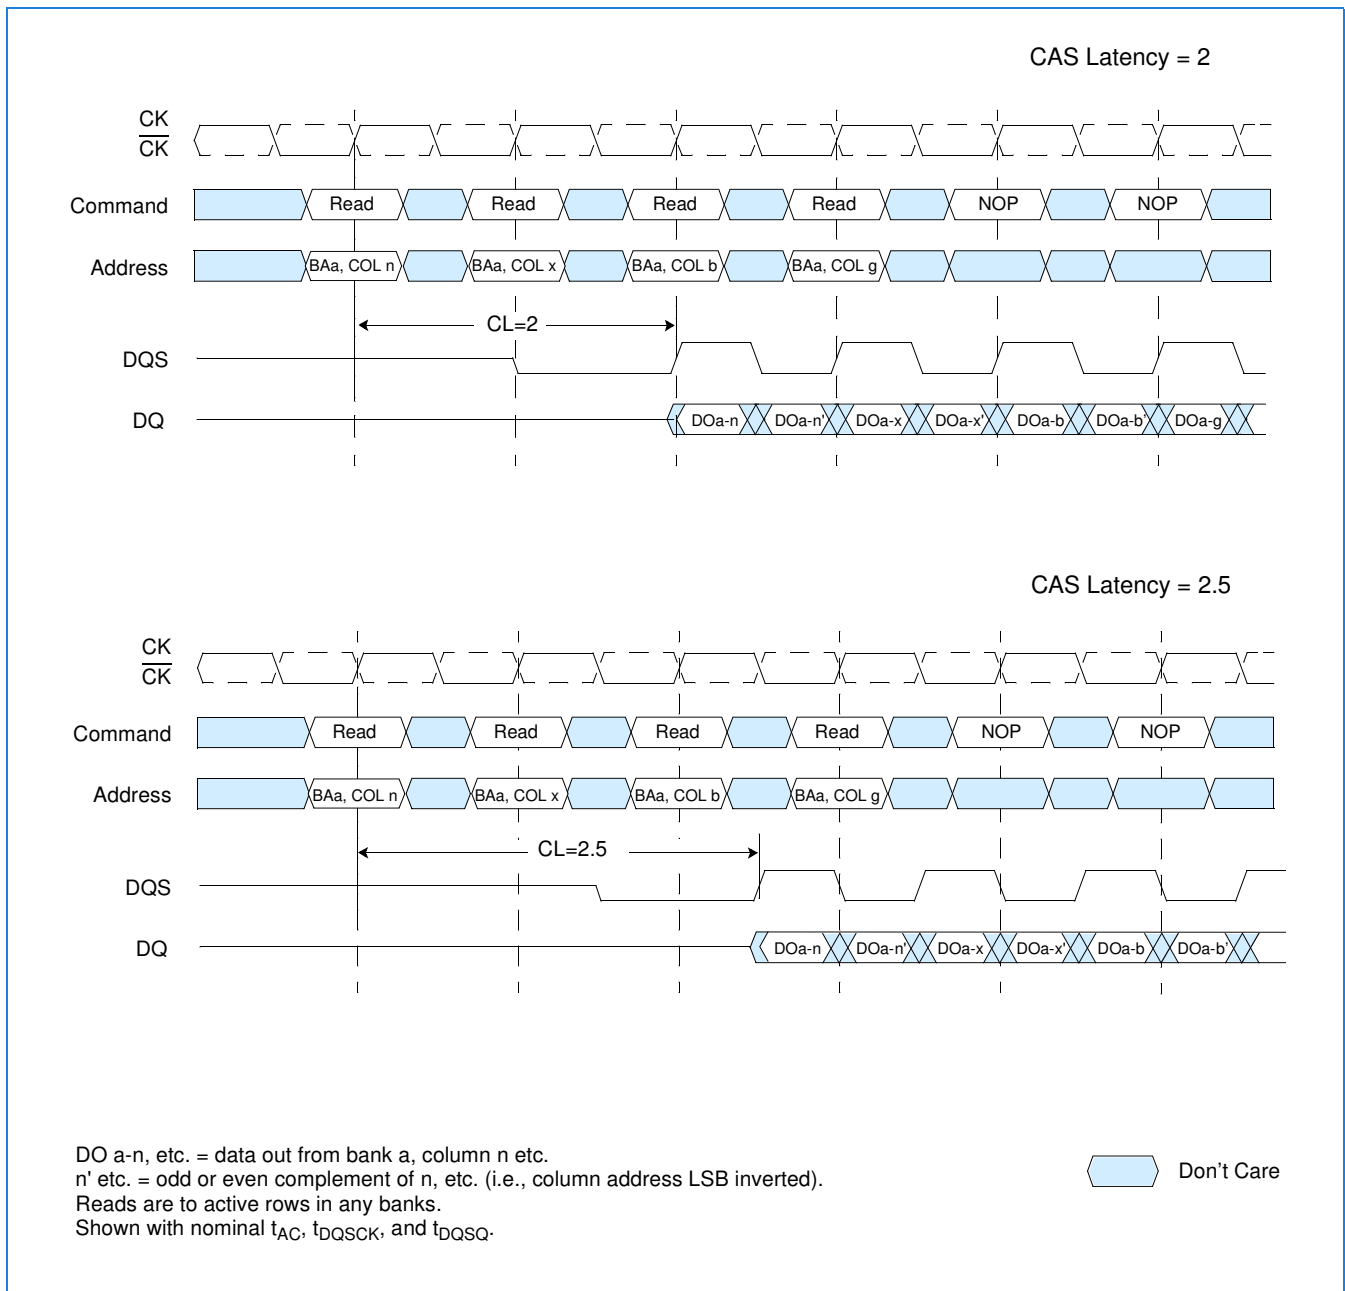 CAS Latency = 2
CK
CK
Command Read Read Read Read NOP NOP
Address BAa, COL n BAa, COL x BAa, COL b BAa, COL g
CL=2
DQS
DQ DOa-n DOa-n' DOa-x DOa-x' DOa-b DOa-b' DOa-g
CAS Latency = 2.5
CK
CK
Command Read Read Read Read NOP NOP
Address BAa, COL n BAa, COL x BAa, COL b BAa, COL g
CL=2.5
DQS
DQ DOa-n DOa-n' DOa-x DOa-x' DOa-b DOa-b'
DO a-n, etc. = data out from bank a, column n etc.
n' etc. = odd or even complement of n, etc. (i.e., column address LSB inverted).
Reads are to active rows in any banks.
Shown with nominal tAC, tDQSCK, and tDQSQ.
Don't Care